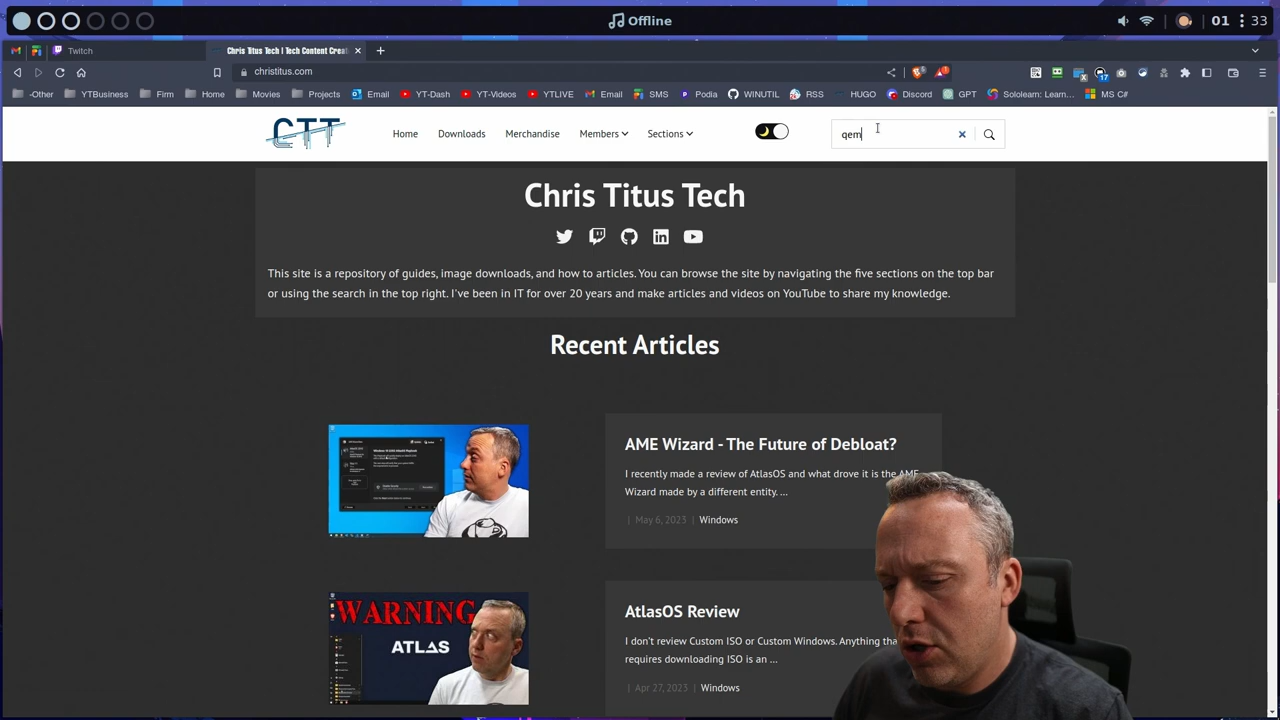 Offline
01
33
Twitch
Chris Titus Tech | Tech Content Creat
christitus.com
-Other
YTBusiness
Firm
Home
Movies
Projects
Email
YT-Dash
YT-Videos
YTLIVE
Email
SMS
Podia
WINUTIL
RSS
HUGO
Discord
GPT
Sololearn: Learn...
MS C#
CTT
Home
Downloads
Merchandise
Members
Sections
qem
Chris Titus Tech
This site is a repository of guides, image downloads, and how to articles. You can browse the site by navigating the five sections on the top bar
or using the search in the top right. I've been in IT for over 20 years and make articles and videos on YouTube to share my knowledge.
Recent Articles
AME Wizard - The Future of Debloat?
I recently made a review of AtlasOS and what drove it is the AME
Wizard made by a different entity. ...
| May 6, 2023 | Windows
WARNING
ATLAS
AtlasOS Review
I don't review Custom ISO or Custom Windows. Anything tha
requires downloading ISO is an ...
| Apr 27, 2023 | Windows